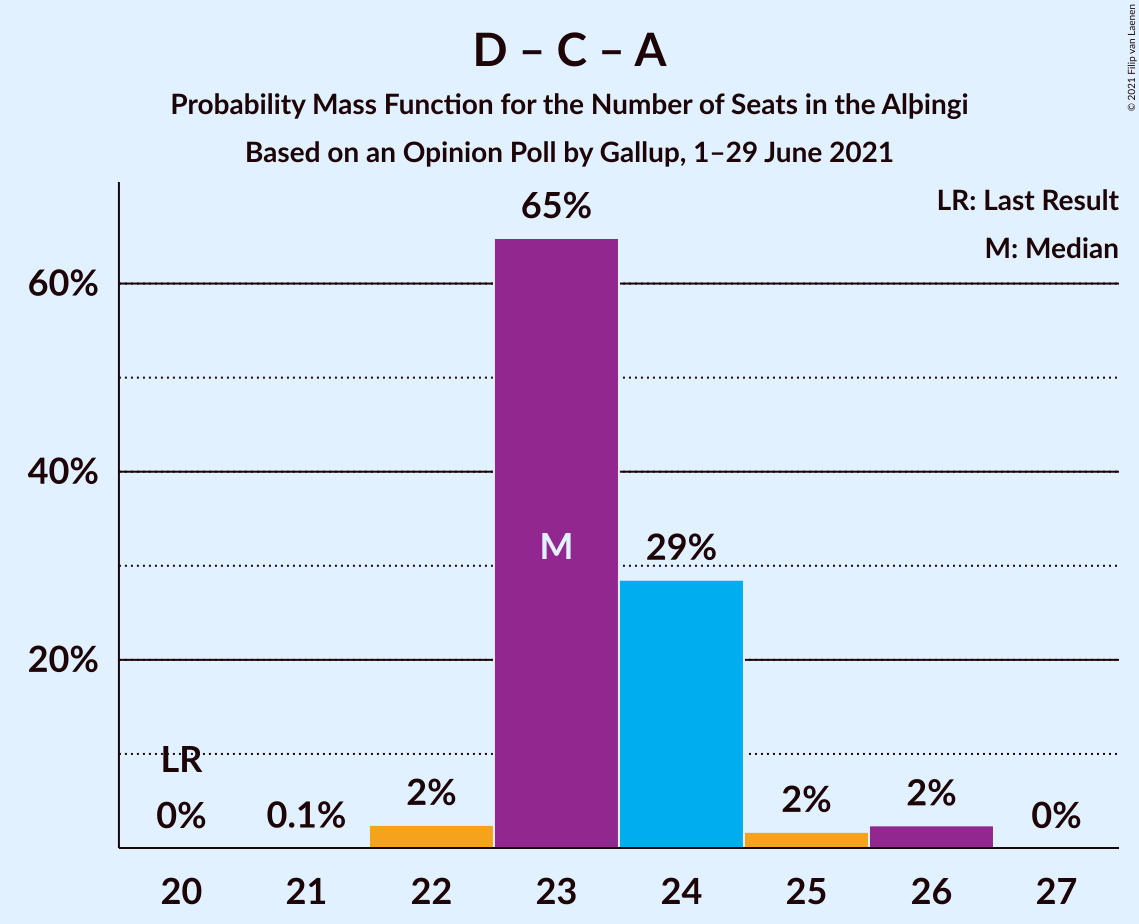 D – C – A
Probability Mass Function for the Number of Seats in the Alþingi
Based on an Opinion Poll by Gallup, 1–29 June 2021
© 2021 Filip van Laenen
LR: Last Result
M: Median
65%
60%
40%
M
29%
20%
LR
0%
0.1%
2%
2%
2%
0%
20
21
22
23
24
25
26
27